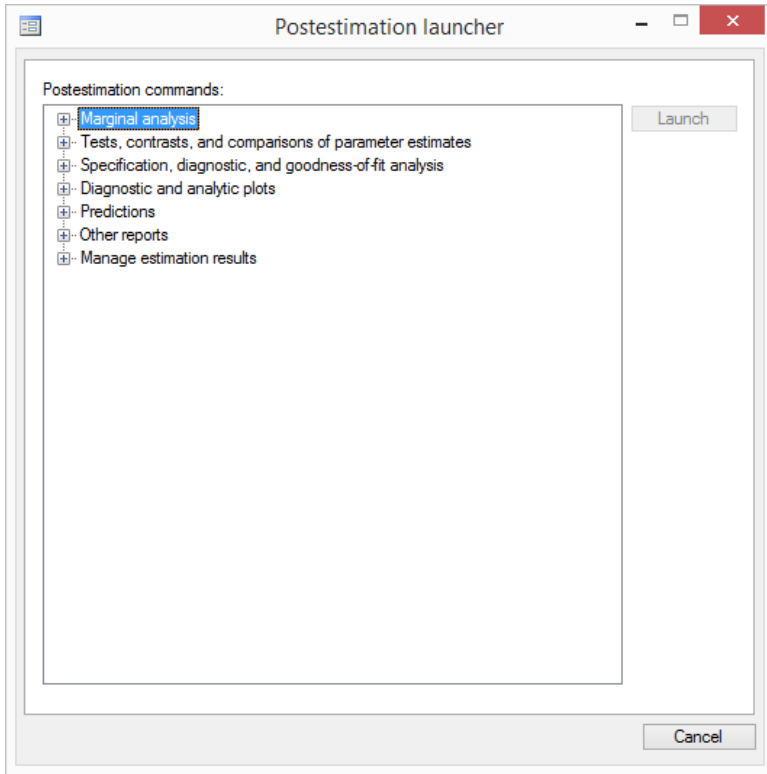 Postestimation launcher
Postestimation commands:
Marginal analysis
Launch
Tests, contrasts, and comparisons of parameter estimates
Specification, diagnostic, and goodness-of-fit analysis
Diagnostic and analytic plots
Predictions
Other reports
Manage estimation results
Cancel